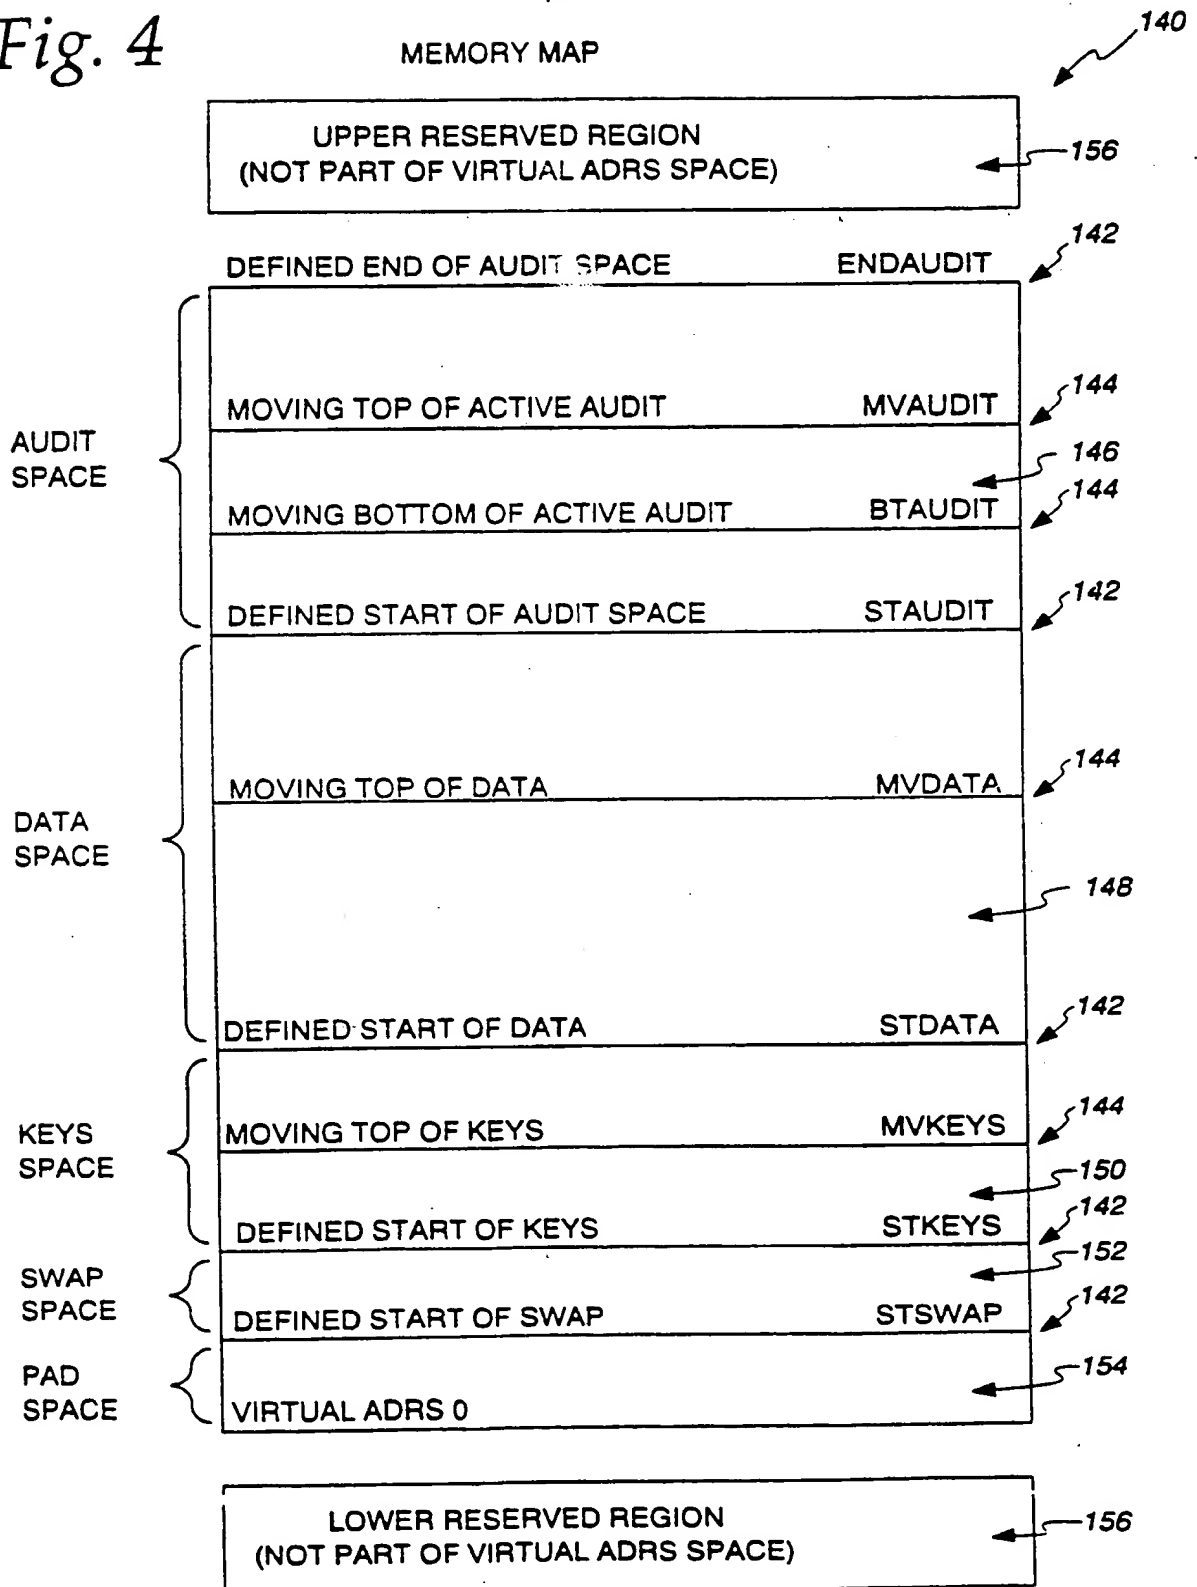 Fig. 4
MEMORY MAP
140
UPPER RESERVED REGION
(NOT PART OF VIRTUAL ADRS SPACE)
156
DEFINED END OF AUDIT SPACE ENDAUDIT
142
MOVING TOP OF ACTIVE AUDIT MVAUDIT
144
AUDIT
SPACE
146
MOVING BOTTOM OF ACTIVE AUDIT BTAUDIT
144
DEFINED START OF AUDIT SPACE STAUDIT
142
MOVING TOP OF DATA MVDATA
144
DATA
SPACE
148
DEFINED START OF DATA STDATA
142
MOVING TOP OF KEYS MVKEYS
144
KEYS
SPACE
150
DEFINED START OF KEYS STKEYS
142
SWAP
SPACE
152
DEFINED START OF SWAP STSWAP
142
PAD
SPACE
154
VIRTUAL ADRS 0
LOWER RESERVED REGION
(NOT PART OF VIRTUAL ADRS SPACE)
156